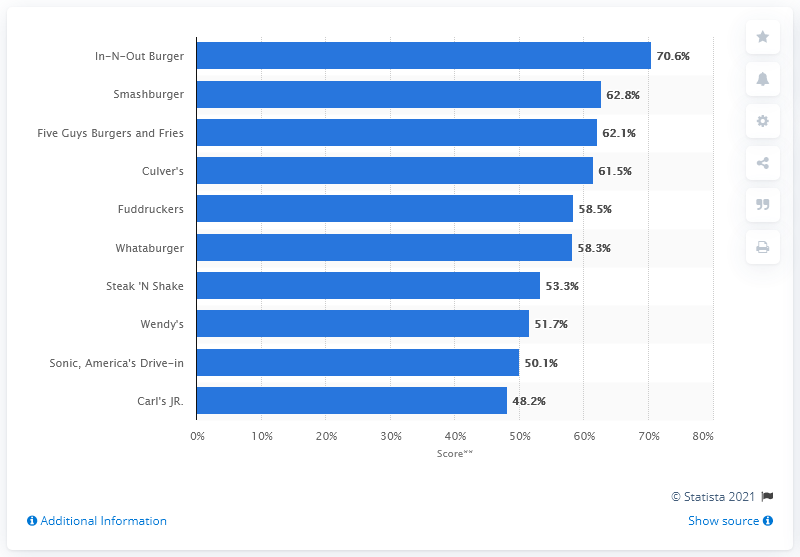 In-N-Out Burger 70.6%
Smashburger 62.8%
Five Guys Burgers and Fries 62.1%
Culver's 61.5%
Fuddruckers 58.5%
Whataburger 58.3%
Steak 'N Shake 53.3%
Wendy's 51.7%
Sonic, America's Drive-in 50.1%
Carl's JR. 48.2%
0% 10% 20% 30% 40% 50% 60% 70% 80%
Score**
© Statista 2021
Additional Information Show source